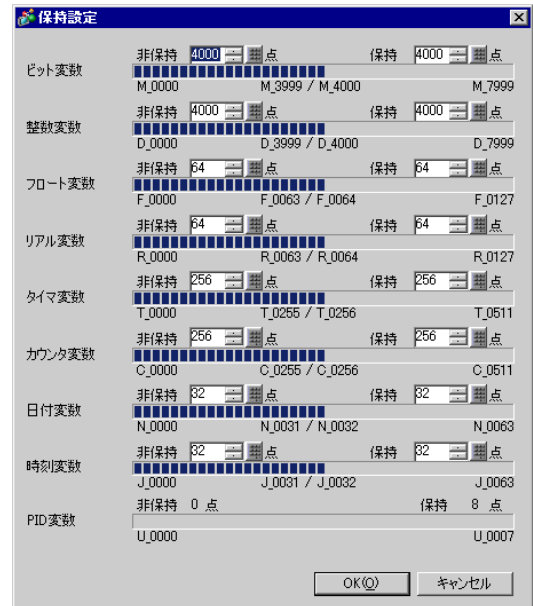 保持設定
非保持 4000 点 保持 4000 点
ビット変数
M_0000 M_3999 / M_4000 M_7999
非保持 4000 点 保持 4000 点
整数変数
D_0000 D_3999 / D_4000 D_7999
非保持 64 点 保持 64 点
フロート変数
F_0000 F_0063 / F_0064 F_0127
非保持 64 点 保持 64 点
リアル変数
R_0000 R_0063 / R_0064 R_0127
非保持 256 点 保持 256 点
タイマ変数
T_0000 T_0255 / T_0256 T_0511
非保持 256 点 保持 256 点
カウンタ変数
C_0000 C_0255 / C_0256 C_0511
非保持 32 点 保持 32 点
日付変数
N_0000 N_0031 / N_0032 N_0063
非保持 32 点 保持 32 点
時刻変数
J_0000 J_0031 / J_0032 J_0063
非保持 0 点 保持 8 点
PID変数
U_0000 U_0007
OK(O) キャンセル